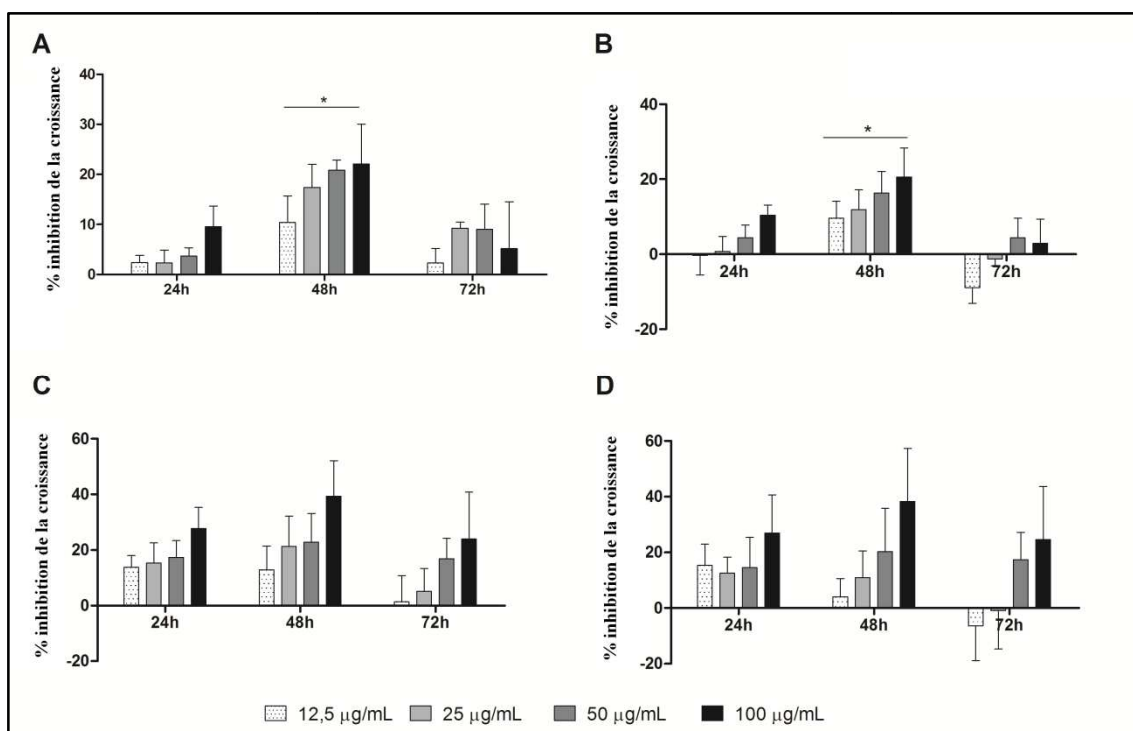 A
% inhibition de la croissance
40
30
20
10
0
*
24h
48h
72h
B
% inhibition de la croissance
40
20
0
-20
*
24h
48h
72h
C
% inhibition de la croissance
60
40
20
0
-20
24h
48h
72h
D
% inhibition de la croissance
60
40
20
0
-20
24h
48h
72h
12,5 µg/mL 25 µg/mL 50 µg/mL 100 µg/mL